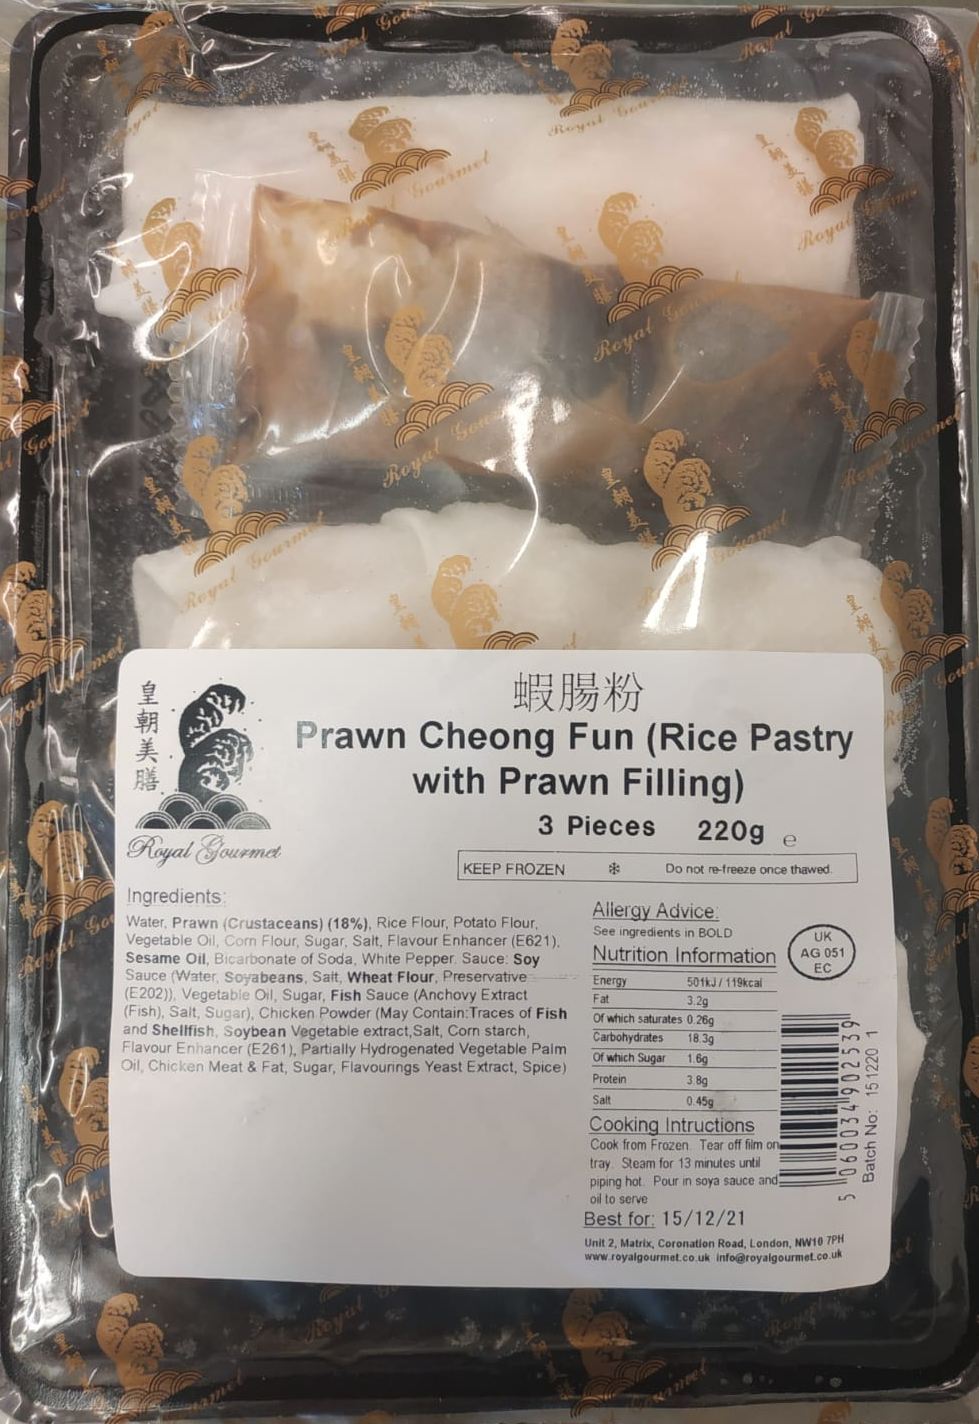 皇朝美膳
Royal Gourmet
蝦腸粉
Prawn Cheong Fun (Rice Pastry
with Prawn Filling)
3 Pieces 220g e
KEEP FROZEN ❄ Do not re-freeze once thawed.
Ingredients:
Water, Prawn (Crustaceans) (18%), Rice Flour, Potato Flour,
Vegetable Oil, Corn Flour, Sugar, Salt, Flavour Enhancer (E621),
Sesame Oil, Bicarbonate of Soda, White Pepper. Sauce: Soy
Sauce (Water, Soyabeans, Salt, Wheat Flour, Preservative
(E202)), Vegetable Oil, Sugar, Fish Sauce (Anchovy Extract
(Fish), Salt, Sugar), Chicken Powder (May Contain:Traces of Fish
and Shellfish, Soybean Vegetable extract,Salt, Corn starch,
Flavour Enhancer (E261), Partially Hydrogenated Vegetable Palm
Oil, Chicken Meat & Fat, Sugar, Flavourings Yeast Extract, Spice)
Allergy Advice:
See ingredients in BOLD
UK
AG 051
EC
Nutrition Information
Energy 501kJ / 119kcal
Fat 3.2g
Of which saturates 0.26g
Carbohydrates 18.3g
Of which Sugar 1.6g
Protein 3.8g
Salt 0.45g
Cooking Intructions
Cook from Frozen. Tear off film on
tray. Steam for 13 minutes until
piping hot. Pour in soya sauce and
oil to serve
Best for: 15/12/21
Unit 2, Matrix, Coronation Road, London, NW10 7PH
www.royalgourmet.co.uk info@royalgourmet.co.uk
5 060034 902539
Batch No: 151220 1